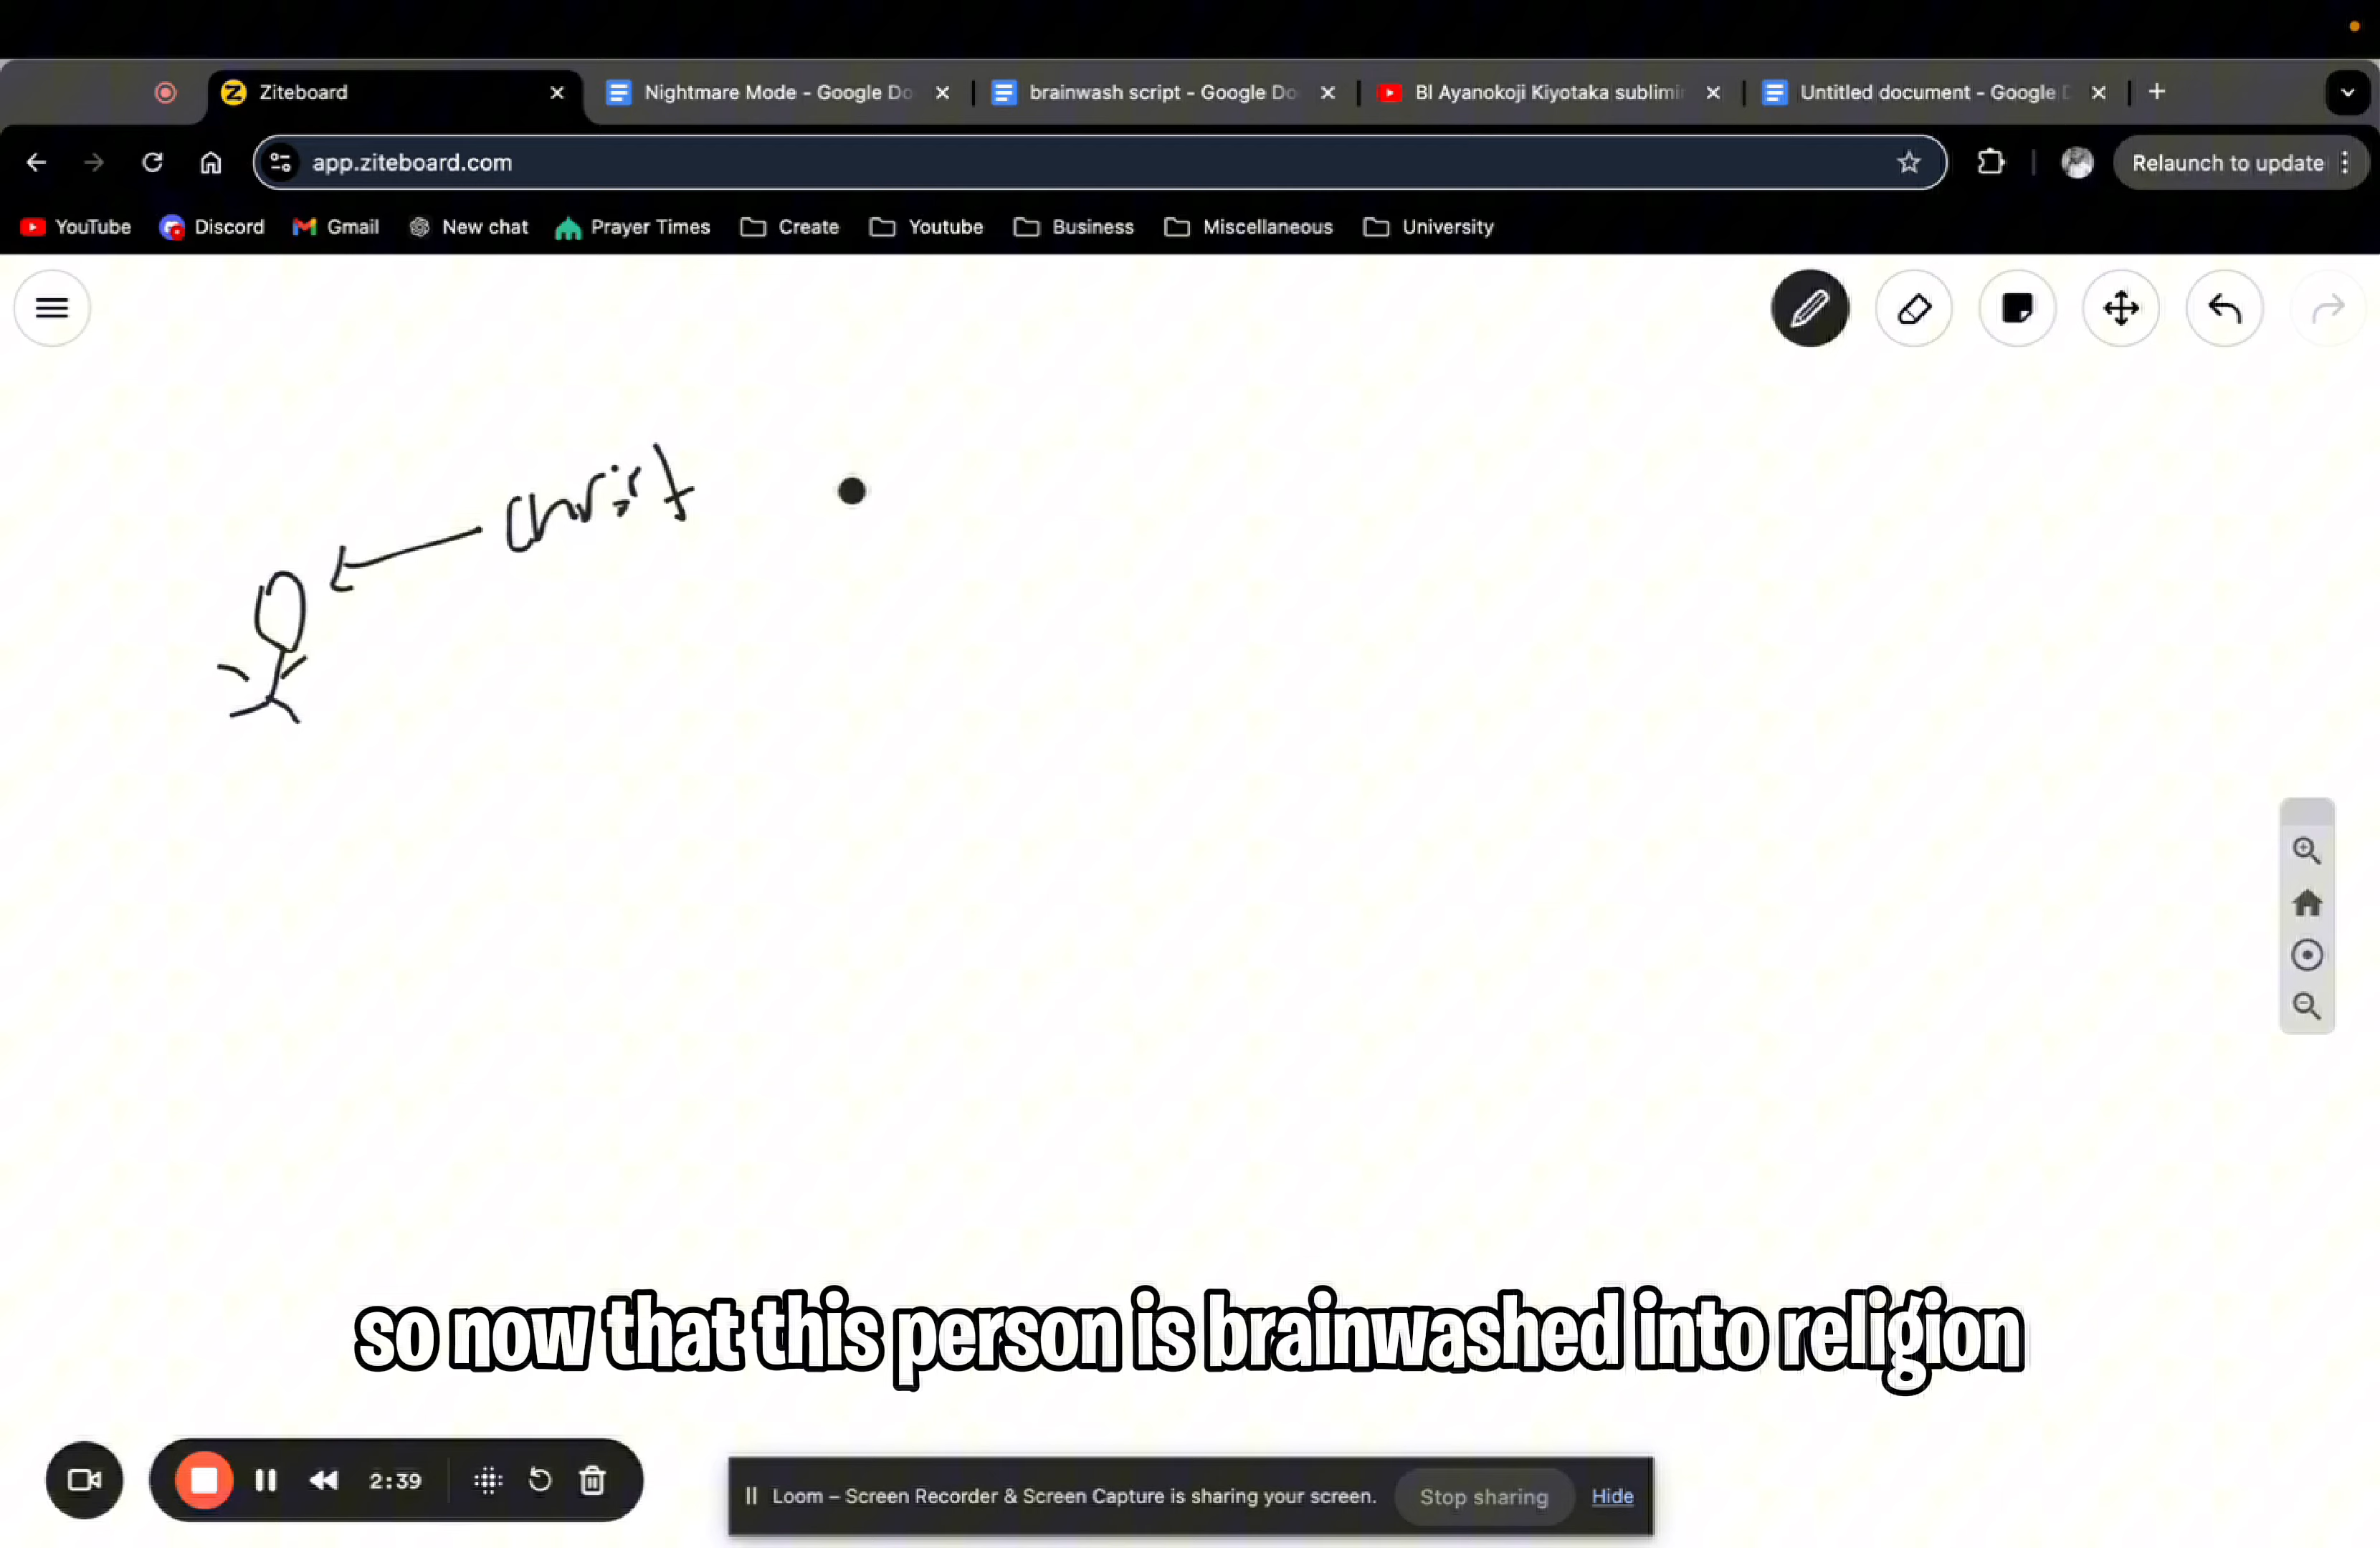 Ziteboard
Nightmare Mode - Google Do
brainwash script - Google Do
BI Ayanokoji Kiyotaka sublimi
Untitled document - Google D
app.ziteboard.com
Relaunch to update
YouTube Discord Gmail New chat Prayer Times Create Youtube Business Miscellaneous University
christ
so now that this person is brainwashed into religion
2:39
Loom – Screen Recorder & Screen Capture is sharing your screen. Stop sharing Hide